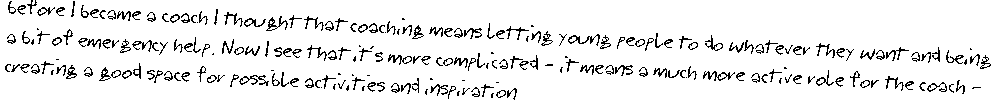 before I became a coach I thought that coaching means letting young people to do whatever they want and being
a bit of emergency help. Now I see that it's more complicated - it means a much more active role for the coach -
creating a good space for possible activities and inspiration